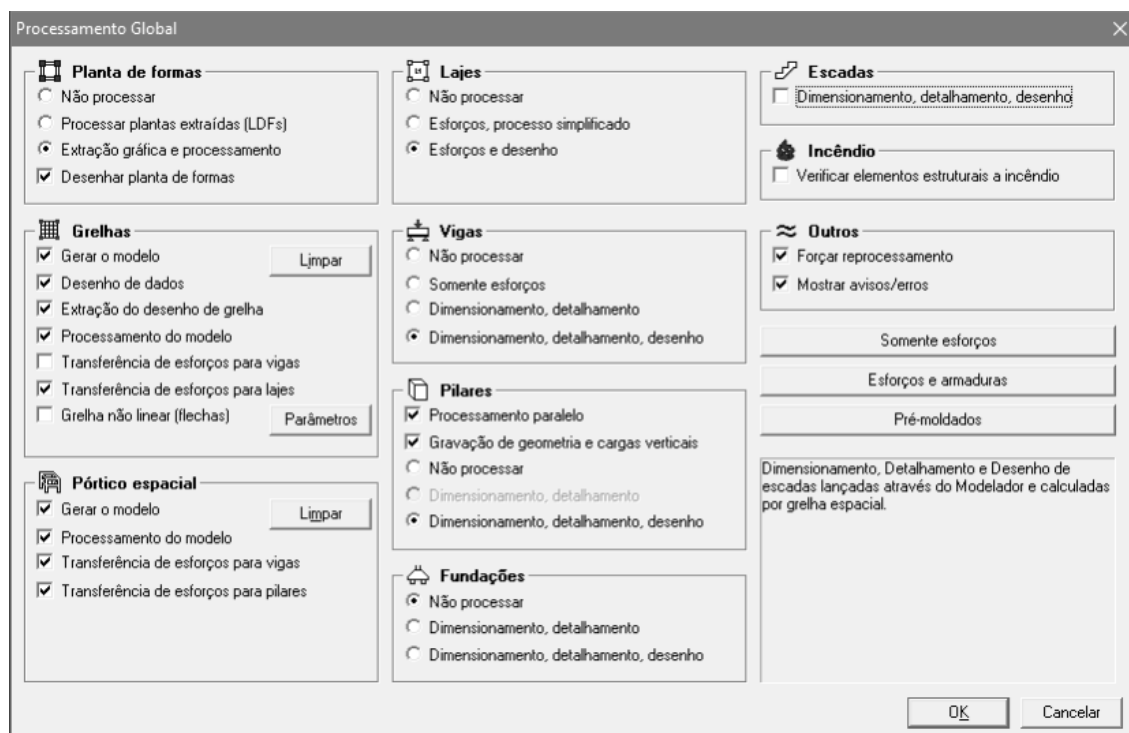 Processamento Global
Planta de formas
Não processar
Processar plantas extraídas (LDFs)
Extração gráfica e processamento
Desenhar planta de formas
Grelhas
Gerar o modelo
Limpar
Desenho de dados
Extração do desenho de grelha
Processamento do modelo
Transferência de esforços para vigas
Transferência de esforços para lajes
Grelha não linear (flechas)
Parâmetros
Pórtico espacial
Gerar o modelo
Limpar
Processamento do modelo
Transferência de esforços para vigas
Transferência de esforços para pilares
Lajes
Não processar
Esforços, processo simplificado
Esforços e desenho
Vigas
Não processar
Somente esforços
Dimensionamento, detalhamento
Dimensionamento, detalhamento, desenho
Pilares
Processamento paralelo
Gravação de geometria e cargas verticais
Não processar
Dimensionamento, detalhamento
Dimensionamento, detalhamento, desenho
Fundações
Não processar
Dimensionamento, detalhamento
Dimensionamento, detalhamento, desenho
Escadas
Dimensionamento, detalhamento, desenho
Incêndio
Verificar elementos estruturais a incêndio
Outros
Forçar reprocessamento
Mostrar avisos/erros
Somente esforços
Esforços e armaduras
Pré-moldados
Dimensionamento, Detalhamento e Desenho de
escadas lançadas através do Modelador e calculadas
por grelha espacial.
OK
Cancelar